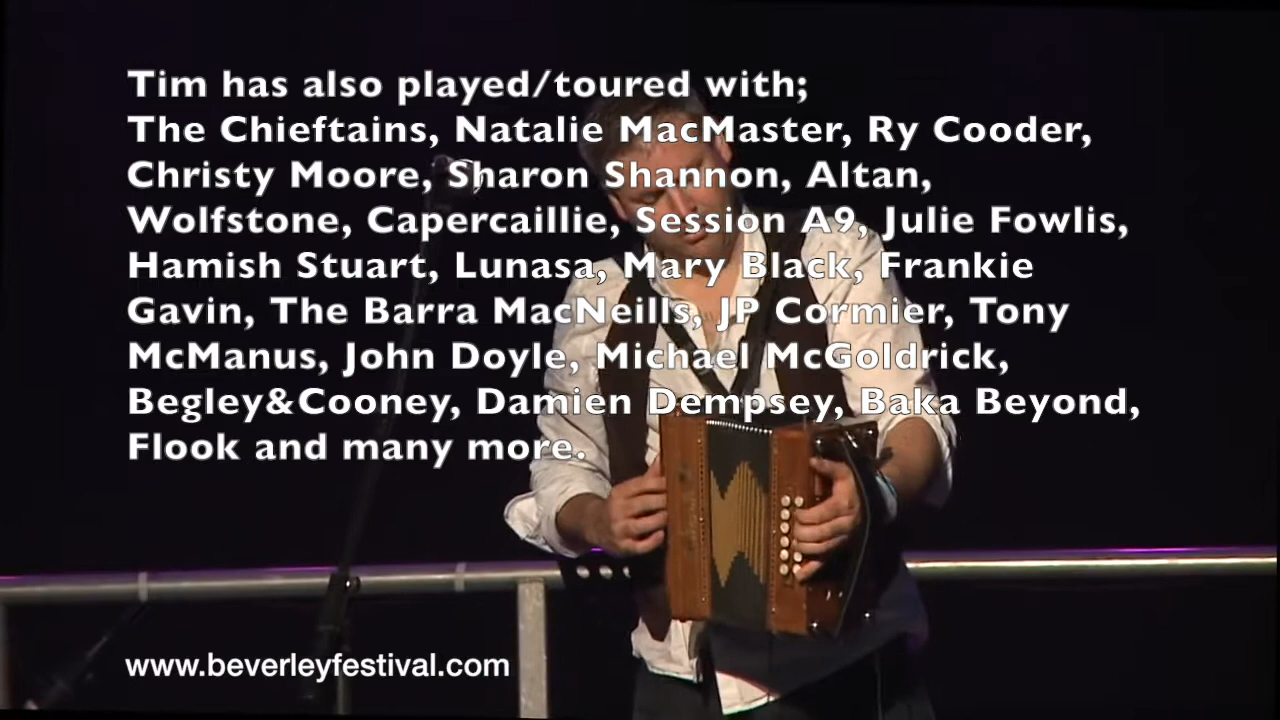 Tim has also played/toured with;
The Chieftains, Natalie MacMaster, Ry Cooder,
Christy Moore, Sharon Shannon, Altan,
Wolfstone, Capercaillie, Session A9, Julie Fowlis,
Hamish Stuart, Lunasa, Mary Black, Frankie
Gavin, The Barra MacNeills, JP Cormier, Tony
McManus, John Doyle, Michael McGoldrick,
Begley&Cooney, Damien Dempsey, Baka Beyond,
Flook and many more.
www.beverleyfestival.com